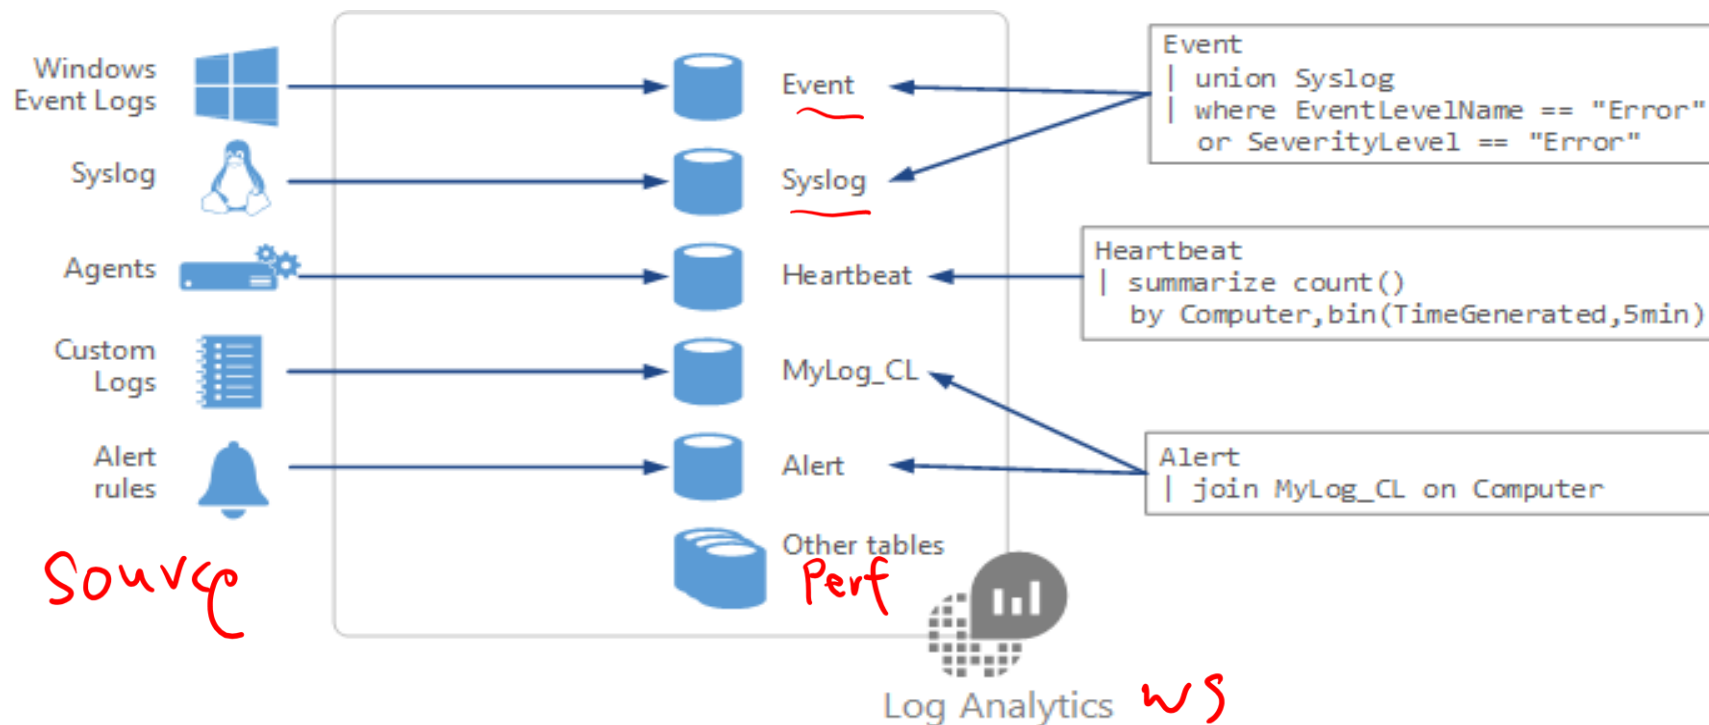 Windows
Event Logs
Event
Event
| union Syslog
| where EventLevelName == "Error"
or SeverityLevel == "Error"
Syslog
Syslog
Agents
Heartbeat
Heartbeat
| summarize count()
by Computer,bin(TimeGenerated,5min)
Custom
Logs
MyLog_CL
Alert
rules
Alert
Alert
| join MyLog_CL on Computer
Other tables
Source
Perf
Log Analytics WS